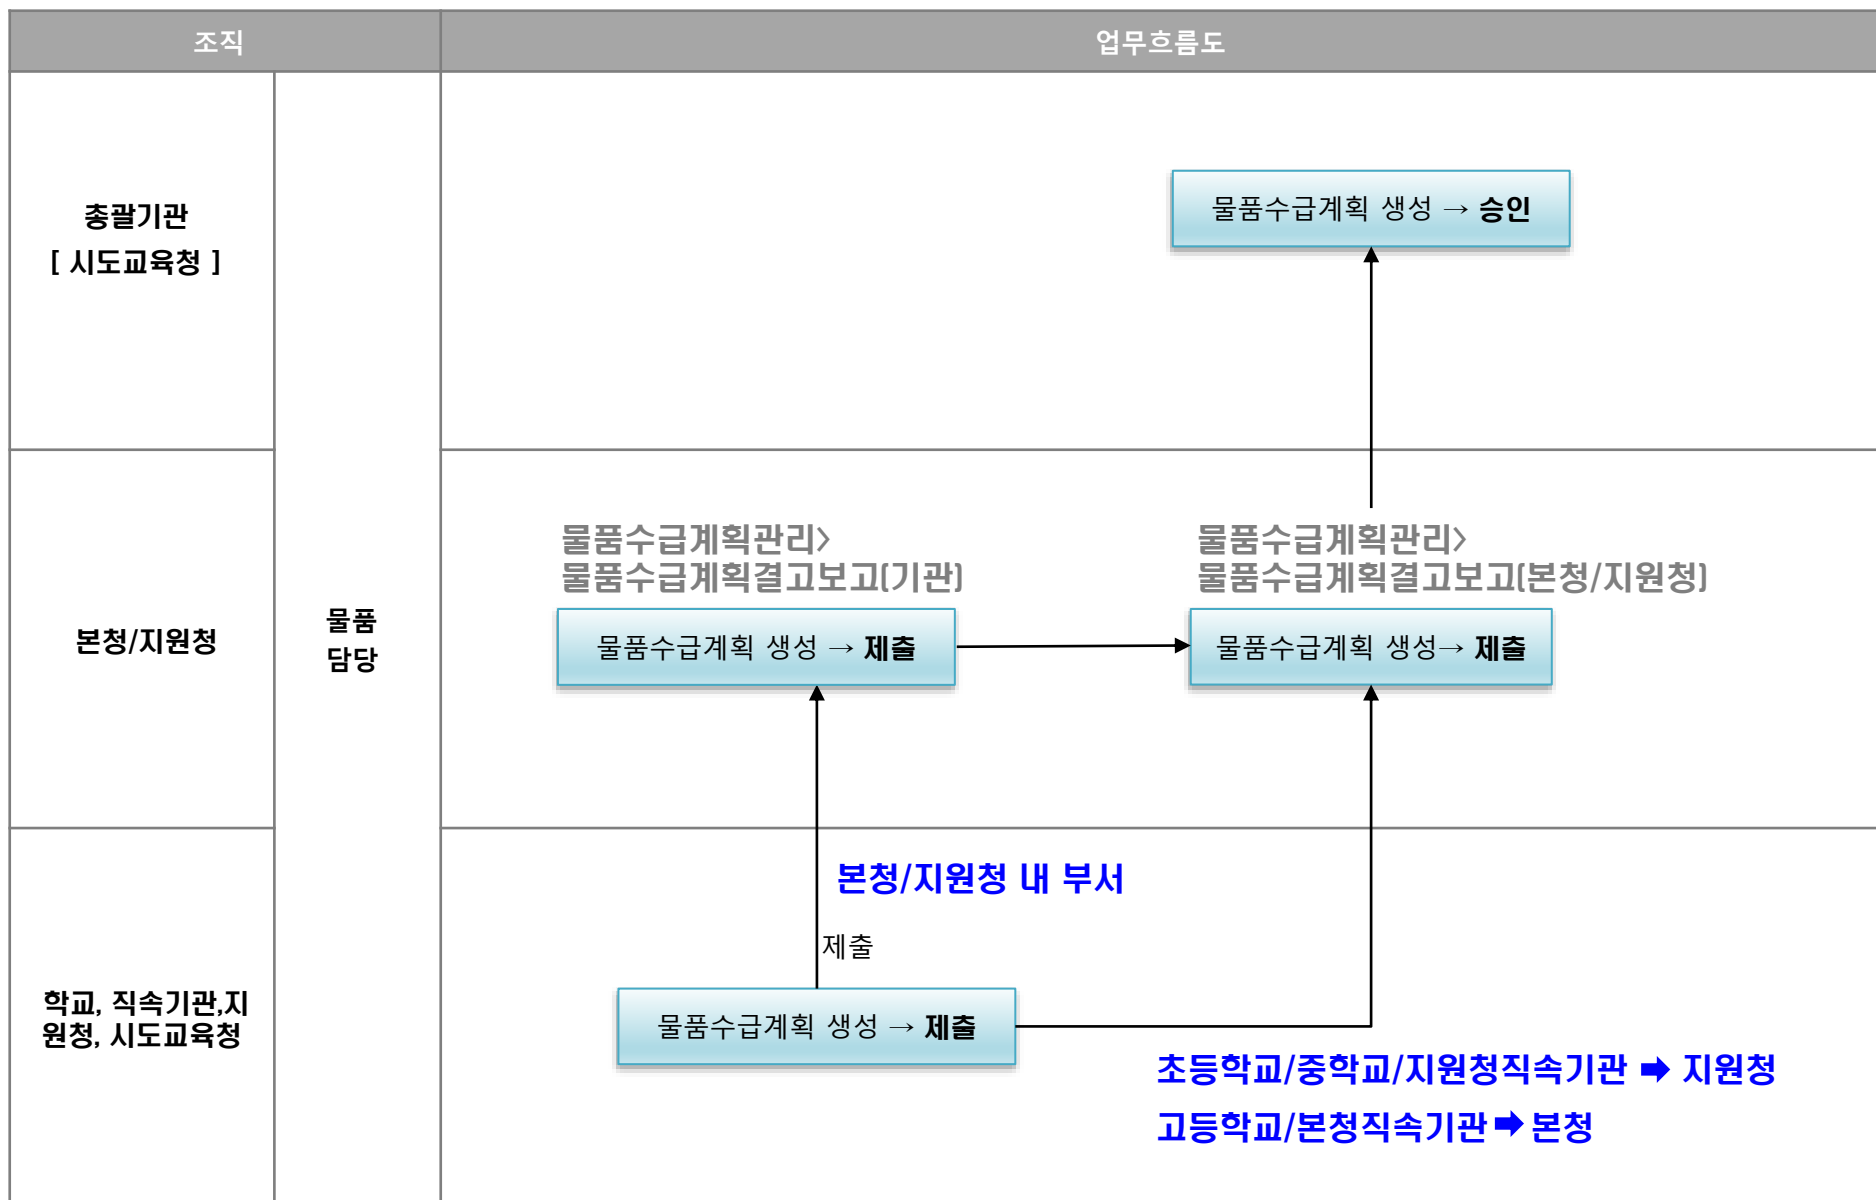 조직
업무흐름도
총괄기관
[ 시도교육청 ]
물품수급계획 생성 → 승인
본청/지원청
물품
담당
물품수급계획관리>
물품수급계획결고보고(기관)
물품수급계획 생성 → 제출
물품수급계획관리>
물품수급계획결고보고(본청/지원청)
물품수급계획 생성→ 제출
본청/지원청 내 부서
제출
학교, 직속기관,지
원청, 시도교육청
물품수급계획 생성 → 제출
초등학교/중학교/지원청직속기관 ➡ 지원청
고등학교/본청직속기관 ➡ 본청